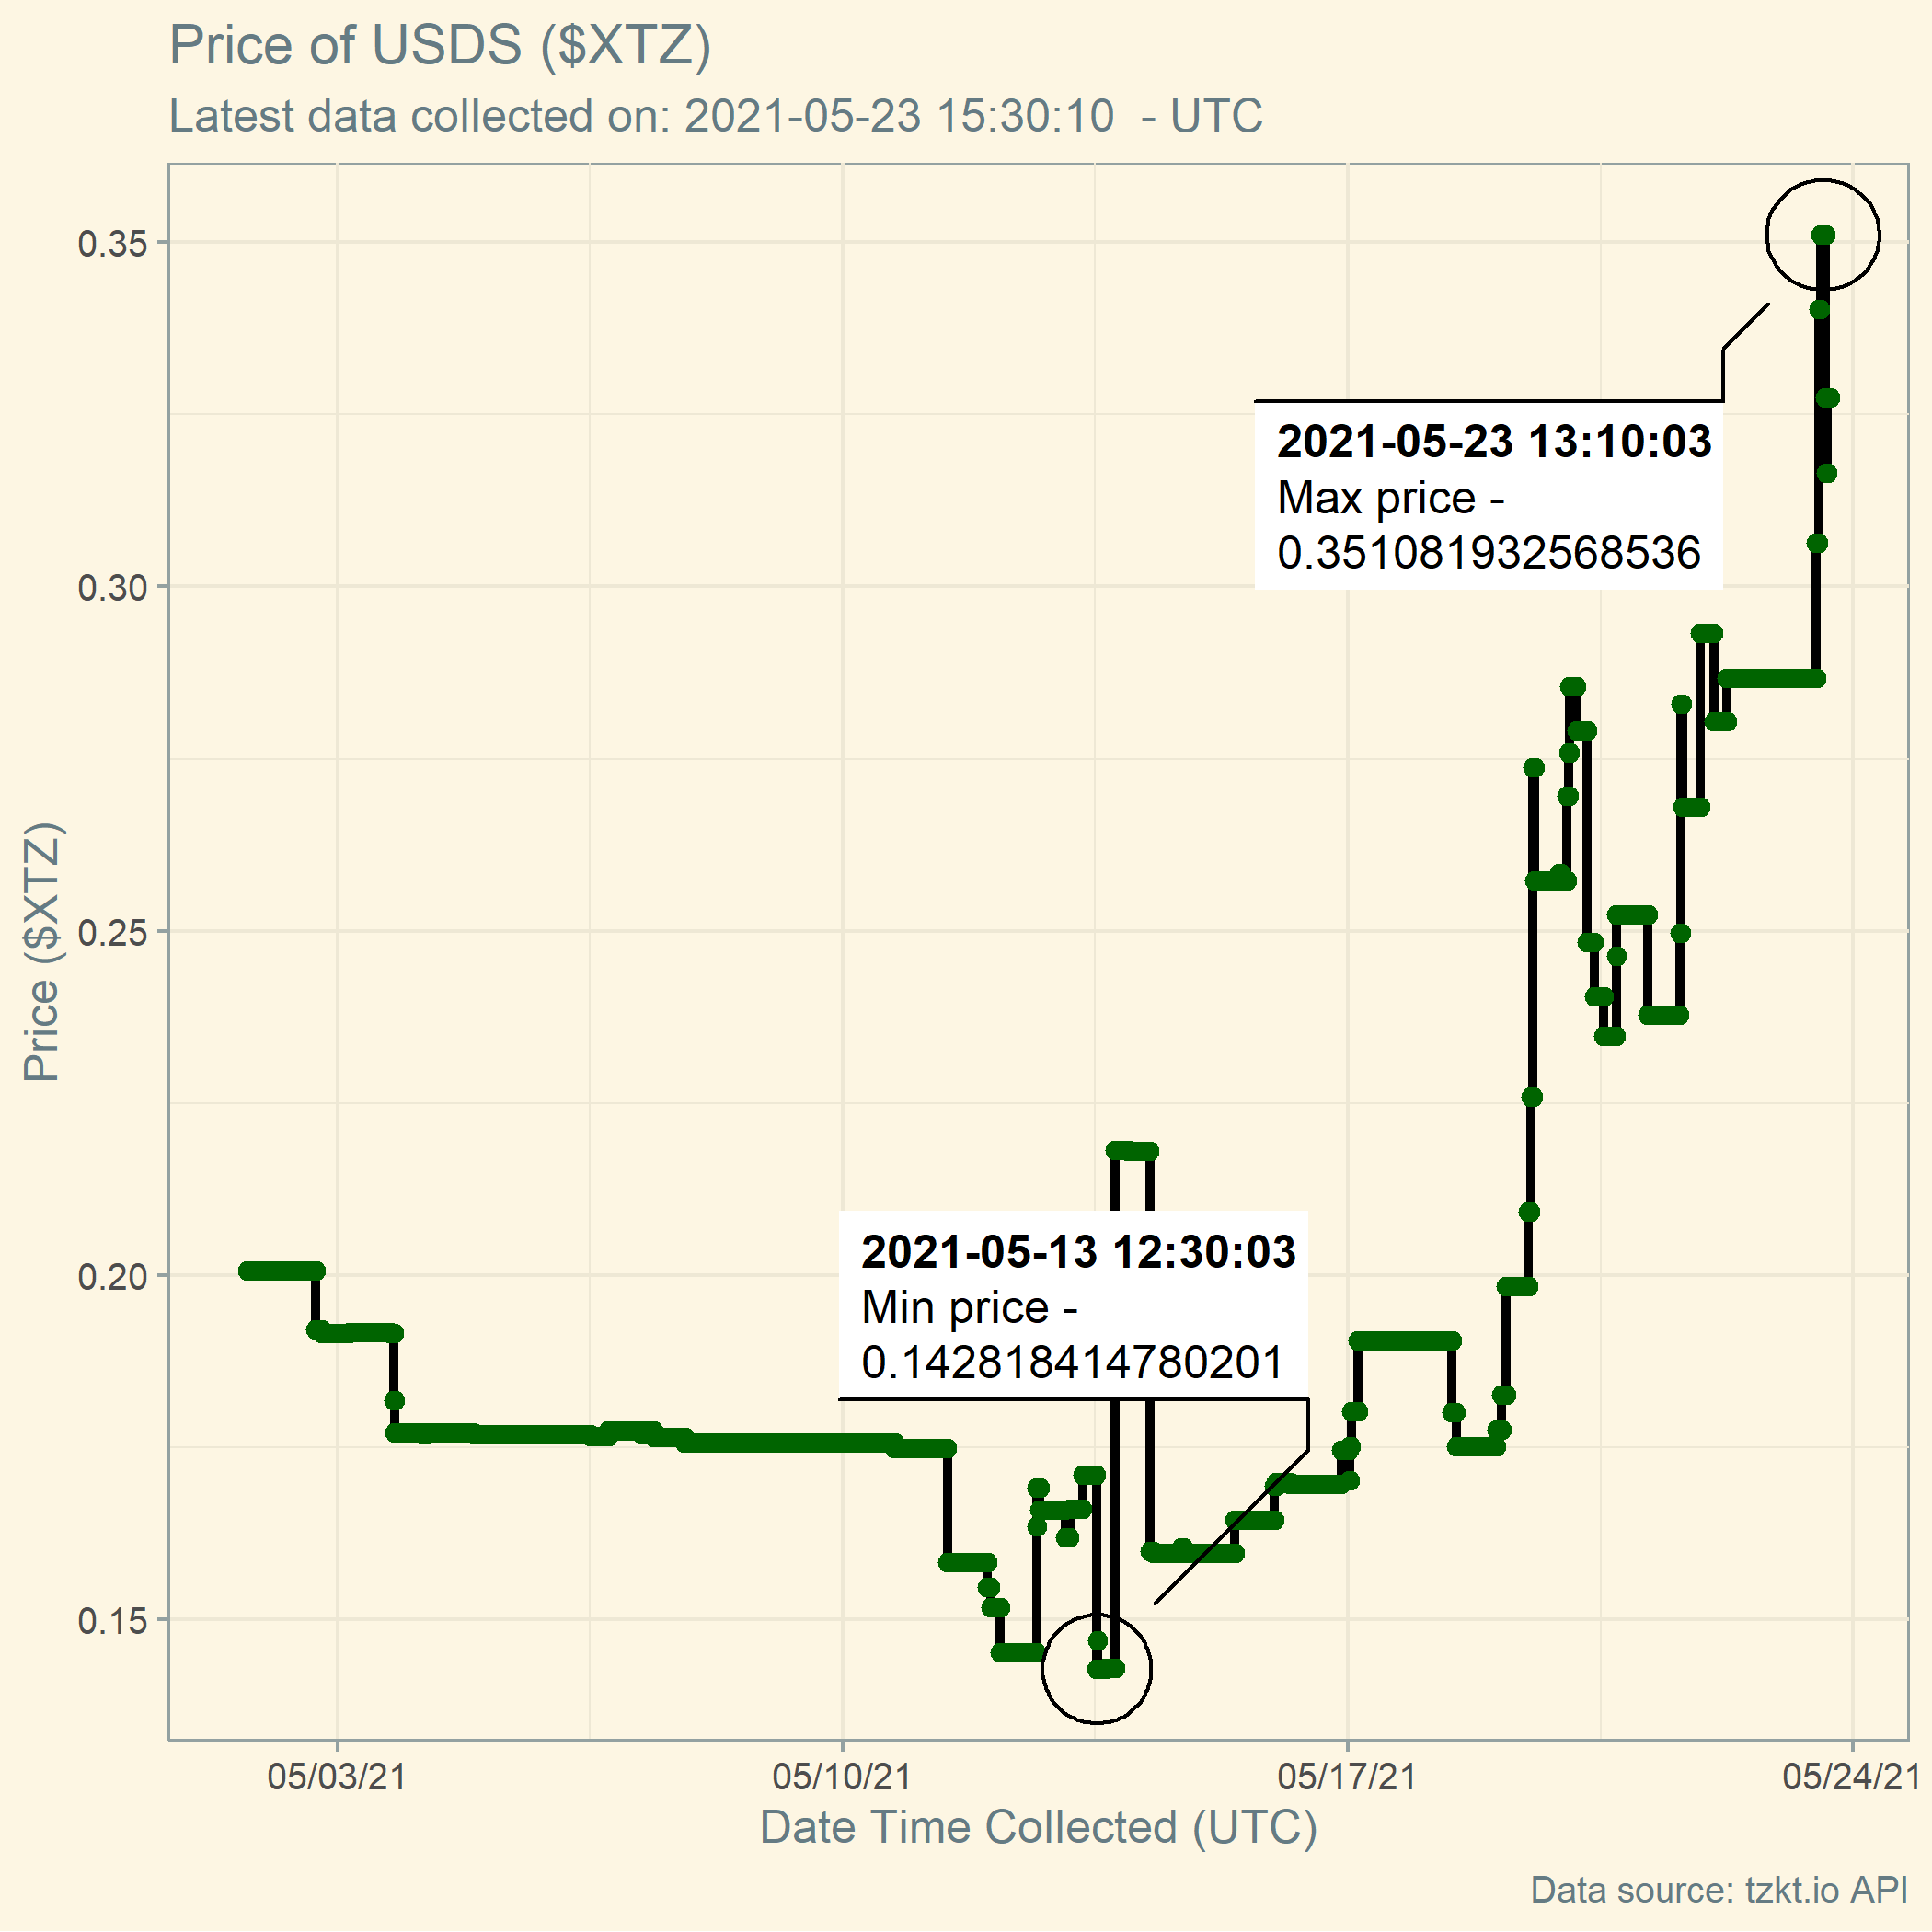 Price of USDS ($XTZ)
Latest data collected on: 2021-05-23 15:30:10  - UTC
0.35
2021-05-23 13:10:03
Max price -
0.351081932568536
0.30
Price ($XTZ)
0.25
2021-05-13 12:30:03
Min price -
0.142818414780201
0.20
0.15
05/03/21
05/10/21
05/17/21
05/24/21
Date Time Collected (UTC)
Data source: tzkt.io API